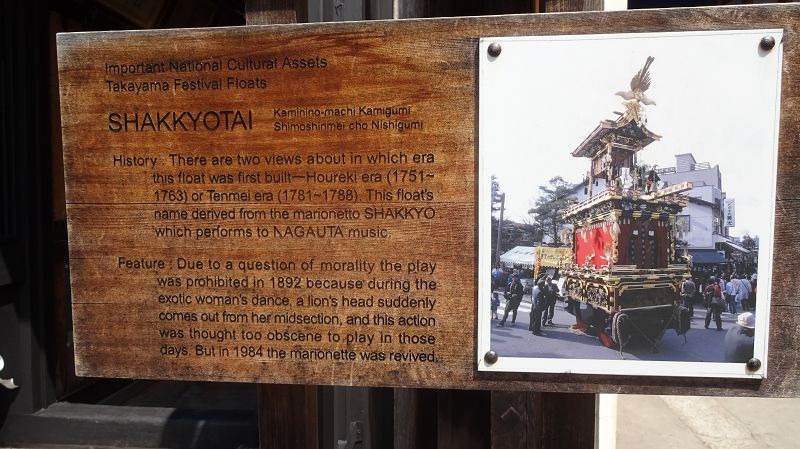 Important National Cultural Assets
Takayama Festival Floats
SHAKKYOTAI
Kaminino-machi Kamigumi
Shimoshinmei cho Nishigumi
History : There are two views about in which era
this float was first built—Houreki era (1751~
1763) or Tenmei era (1781~1788). This float's
name derived from the marionetto SHAKKYO
which performs to NAGAUTA music.
Feature : Due to a question of morality the play
was prohibited in 1892 because during the
exotic woman's dance, a lion's head suddenly
comes out from her midsection, and this action
was thought too obscene to play in those
days. But in 1984 the marionette was revived.